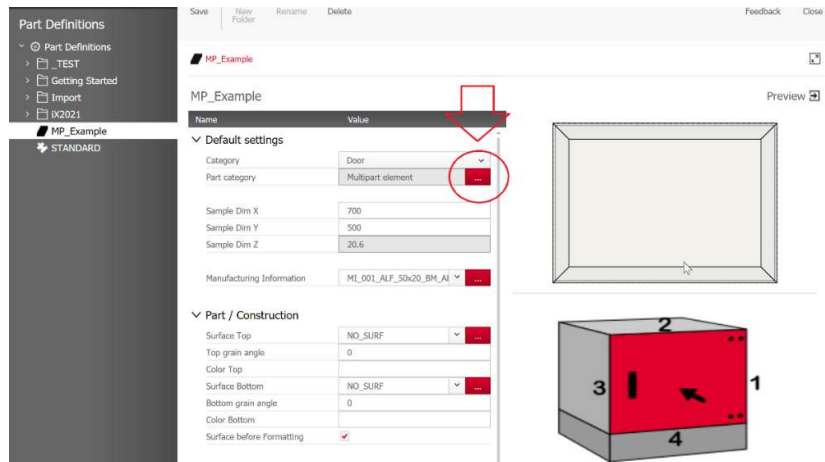 Save New Folder Rename Delete Feedback Close
Part Definitions
Part Definitions
_TEST
Getting Started
Import
iX2021
MP_Example
STANDARD
MP_Example
MP_Example
Preview
Name Value
Default settings
Category Door
Part category Multipart element ...
Sample Dim X 700
Sample Dim Y 500
Sample Dim Z 20.6
Manufacturing Information MI_001_ALF_50x20_BM_Al ...
Part / Construction
Surface Top NO_SURF ...
Top grain angle 0
Color Top
Surface Bottom NO_SURF ...
Bottom grain angle 0
Color Bottom
Surface before Formatting
2
3
1
4